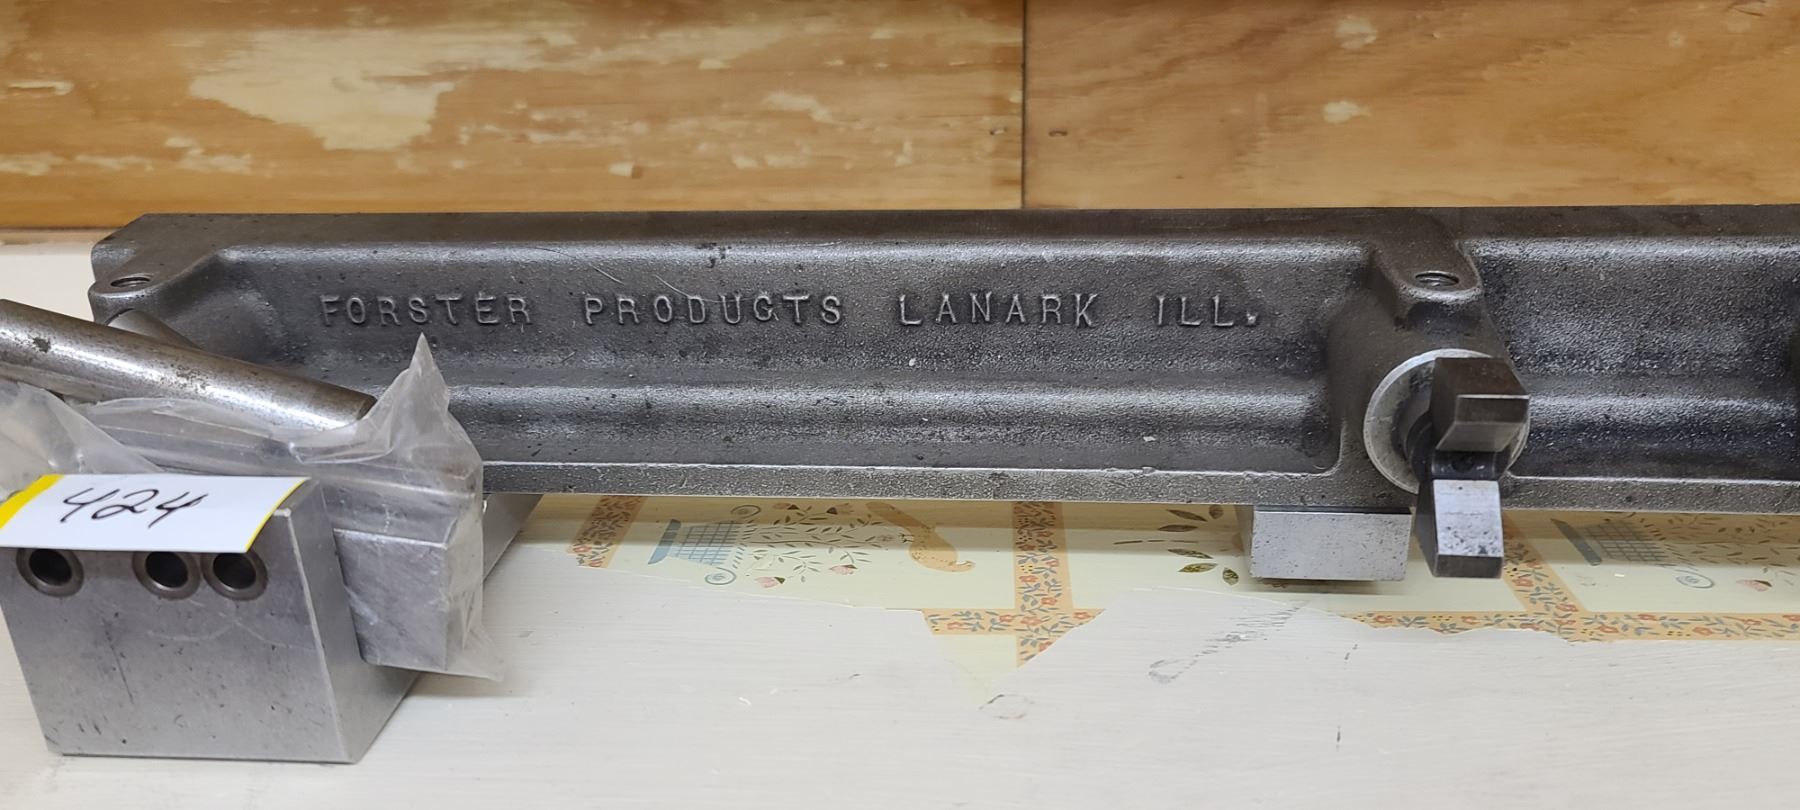 FORSTER PRODUCTS LANARK ILL.
424